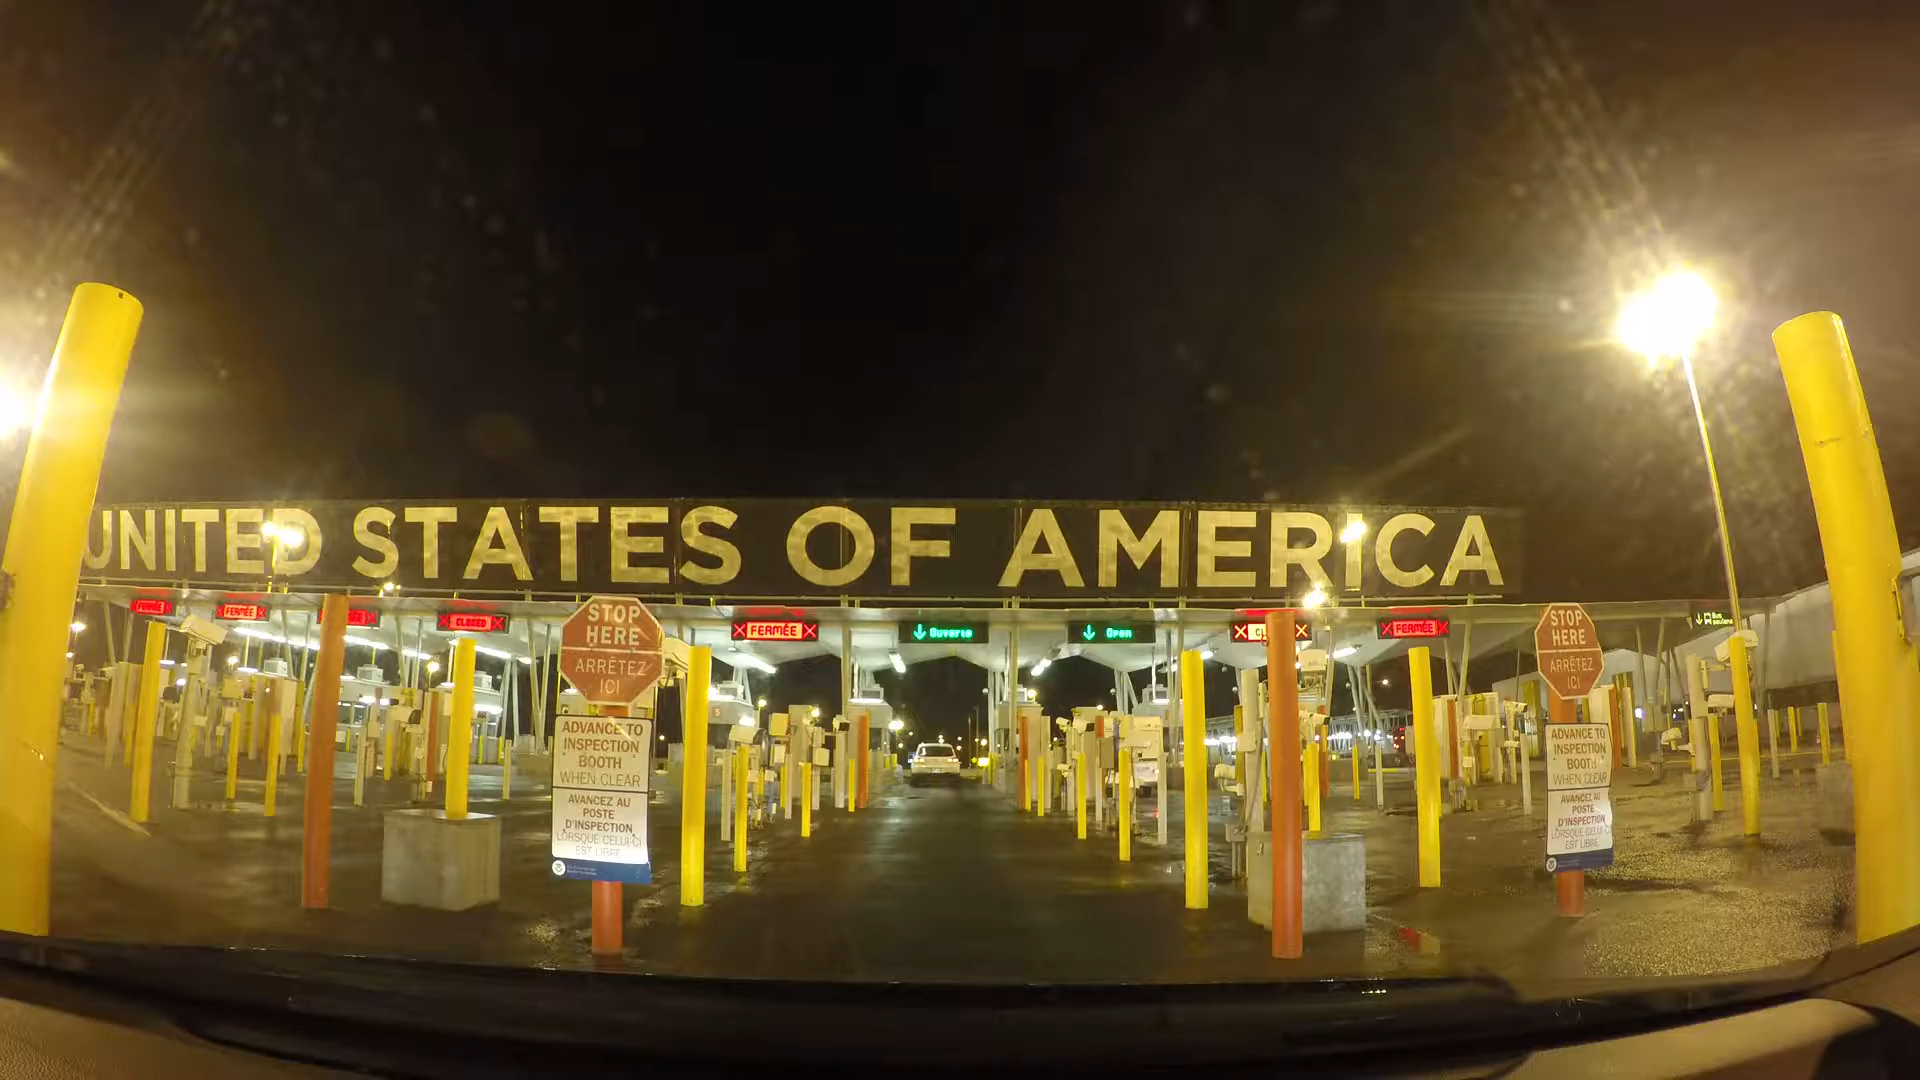 UNITED STATES OF AMERICA
FERMÉE
FERMÉE
CLOSED
FERMÉE
Ouverte
Open
FERMÉE
STOP
HERE
ARRÊTEZ
ICI
ADVANCE TO
INSPECTION
BOOTH
WHEN CLEAR
AVANCEZ AU
POSTE
D'INSPECTION
LORSQUE CELUI-CI
EST LIBRE
STOP
HERE
ARRÊTEZ
ICI
ADVANCE TO
INSPECTION
BOOTH
WHEN CLEAR
AVANCEZ AU
POSTE
D'INSPECTION
LORSQUE CELUI-CI
EST LIBRE